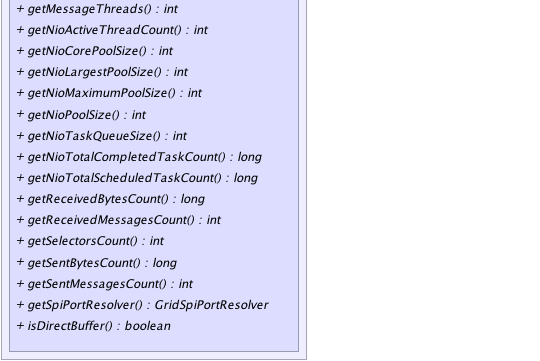 + getMessageThreads() : int
+ getNioActiveThreadCount() : int
+ getNioCorePoolSize() : int
+ getNioLargestPoolSize() : int
+ getNioMaximumPoolSize() : int
+ getNioPoolSize() : int
+ getNioTaskQueueSize() : int
+ getNioTotalCompletedTaskCount() : long
+ getNioTotalScheduledTaskCount() : long
+ getReceivedBytesCount() : long
+ getReceivedMessagesCount() : int
+ getSelectorsCount() : int
+ getSentBytesCount() : long
+ getSentMessagesCount() : int
+ getSpiPortResolver() : GridSpiPortResolver
+ isDirectBuffer() : boolean